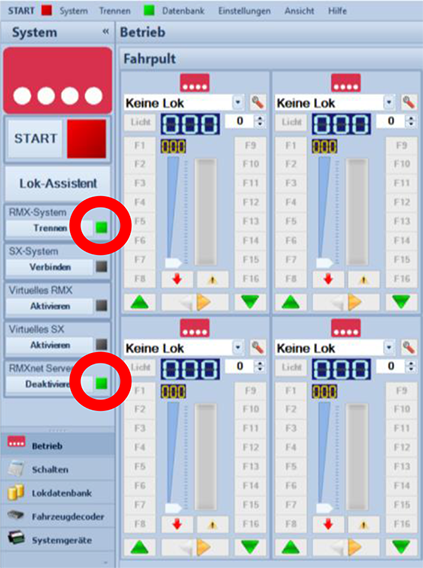 START System Trennen Datenbank Einstellungen Ansicht Hilfe
System «
Betrieb
Fahrpult
START
Lok-Assistent
RMX-System
Trennen
SX-System
Verbinden
Virtuelles RMX
Aktivieren
Virtuelles SX
Aktivieren
RMXnet Serve
Deaktiviere
Betrieb
Schalten
Lokdatenbank
Fahrzeugdecoder
Systemgeräte
Keine Lok
Licht 000 0
F1 000 F9
F2 F10
F3 F11
F4 F12
F5 F13
F6 F14
F7 F15
F8 F16
Keine Lok
Licht 000 0
F1 000 F9
F2 F10
F3 F11
F4 F12
F5 F13
F6 F14
F7 F15
F8 F16
Keine Lok
Licht 000 0
F1 000 F9
F2 F10
F3 F11
F4 F12
F5 F13
F6 F14
F7 F15
F8 F16
Keine Lok
Licht 000 0
F1 000 F9
F2 F10
F3 F11
F4 F12
F5 F13
F6 F14
F7 F15
F8 F16